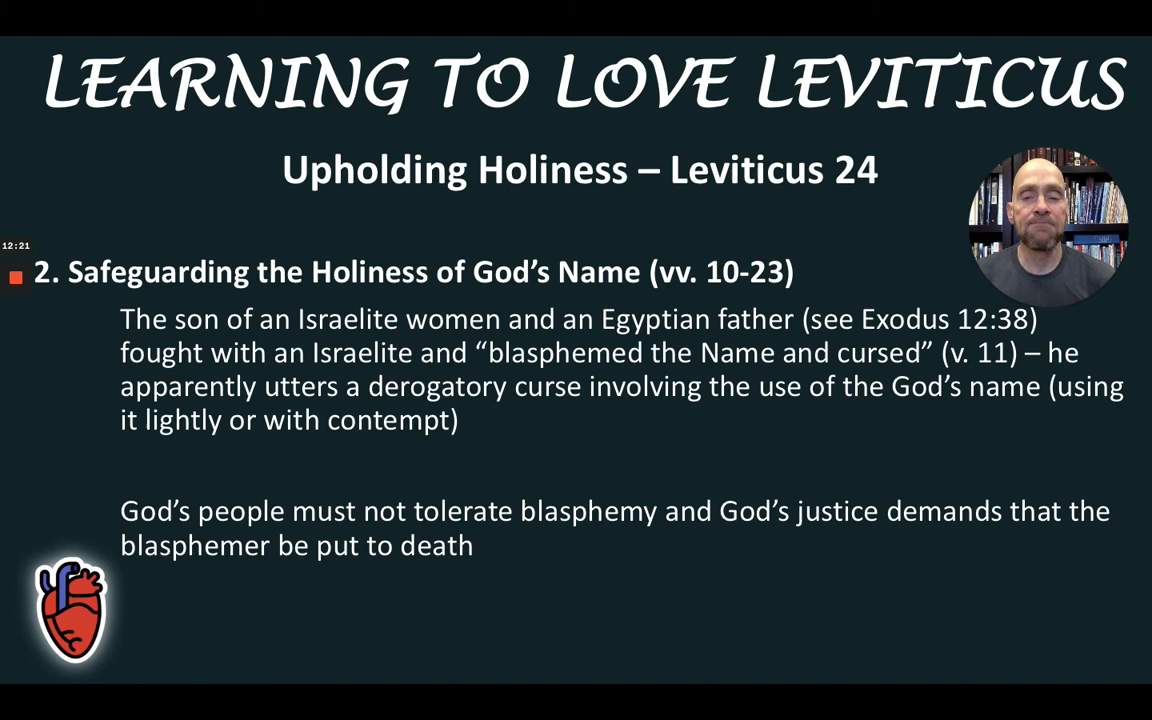 LEARNING TO LOVE LEVITICUS
Upholding Holiness – Leviticus 24
12:21
2. Safeguarding the Holiness of God’s Name (vv. 10-23)
The son of an Israelite women and an Egyptian father (see Exodus 12:38)
fought with an Israelite and “blasphemed the Name and cursed” (v. 11) – he
apparently utters a derogatory curse involving the use of the God’s name (using
it lightly or with contempt)
God’s people must not tolerate blasphemy and God’s justice demands that the
blasphemer be put to death